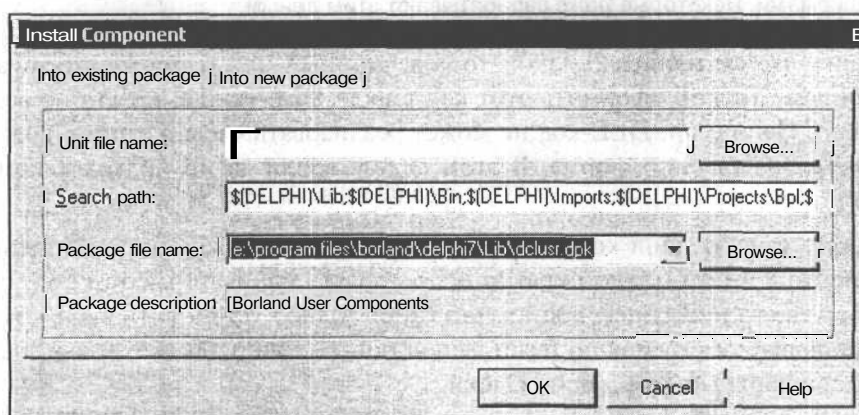 Install Component
Into existing package j Into new package j
Unit file name: Browse...
Search path: $(DELPHI)\Lib;$(DELPHI)\Bin;$(DELPHI)\Imports;$(DELPHI)\Projects\Bpl;$
Package file name: e:\program files\borland\delphi7\Lib\dclusr.dpk Browse...
Package description [Borland User Components
OK Cancel Help